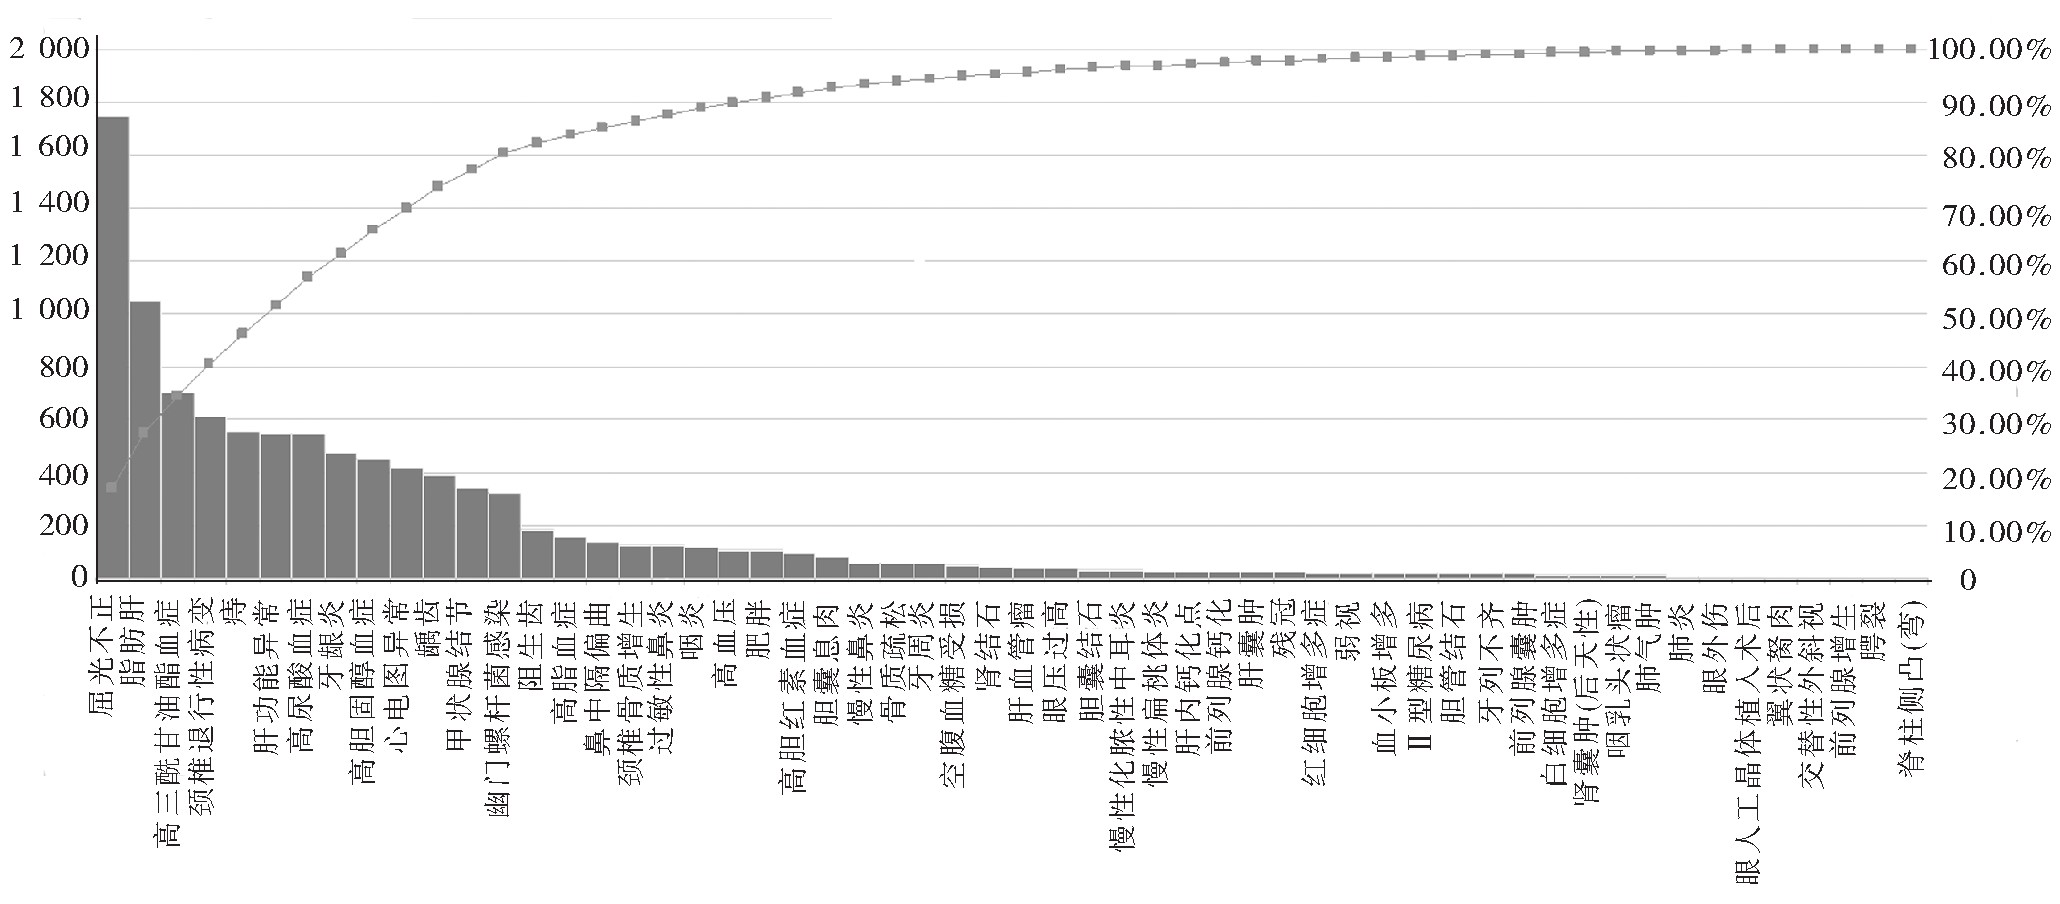 2 000
1 800
1 600
1 400
1 200
1 000
800
600
400
200
0
100.00%
90.00%
80.00%
70.00%
60.00%
50.00%
40.00%
30.00%
20.00%
10.00%
0
屈光不正
脂肪肝
高三酰甘油酯血症
颈椎退行性病变
痔
肝功能异常
高尿酸血症
牙龈炎
高胆固醇血症
心电图异常
龋齿
甲状腺结节
幽门螺杆菌感染
阻生齿
高脂血症
鼻中隔偏曲
颈椎骨质增生
过敏性鼻炎
咽炎
高血压
肥胖
高胆红素血症
胆囊息肉
慢性鼻炎
骨质疏松
牙周炎
空腹血糖受损
肾结石
肝血管瘤
眼压过高
胆囊结石
慢性化脓性中耳炎
慢性扁桃体炎
肝内钙化点
前列腺钙化
肝囊肿
残冠
红细胞增多症
弱视
血小板增多
Ⅱ型糖尿病
胆管结石
牙列不齐
前列腺囊肿
白细胞增多症
肾囊肿(后天性)
咽乳头状瘤
肺气肿
肺炎
眼外伤
眼人工晶体植入术后
翼状胬肉
交替性外斜视
前列腺增生
腭裂
脊柱侧凸(弯)